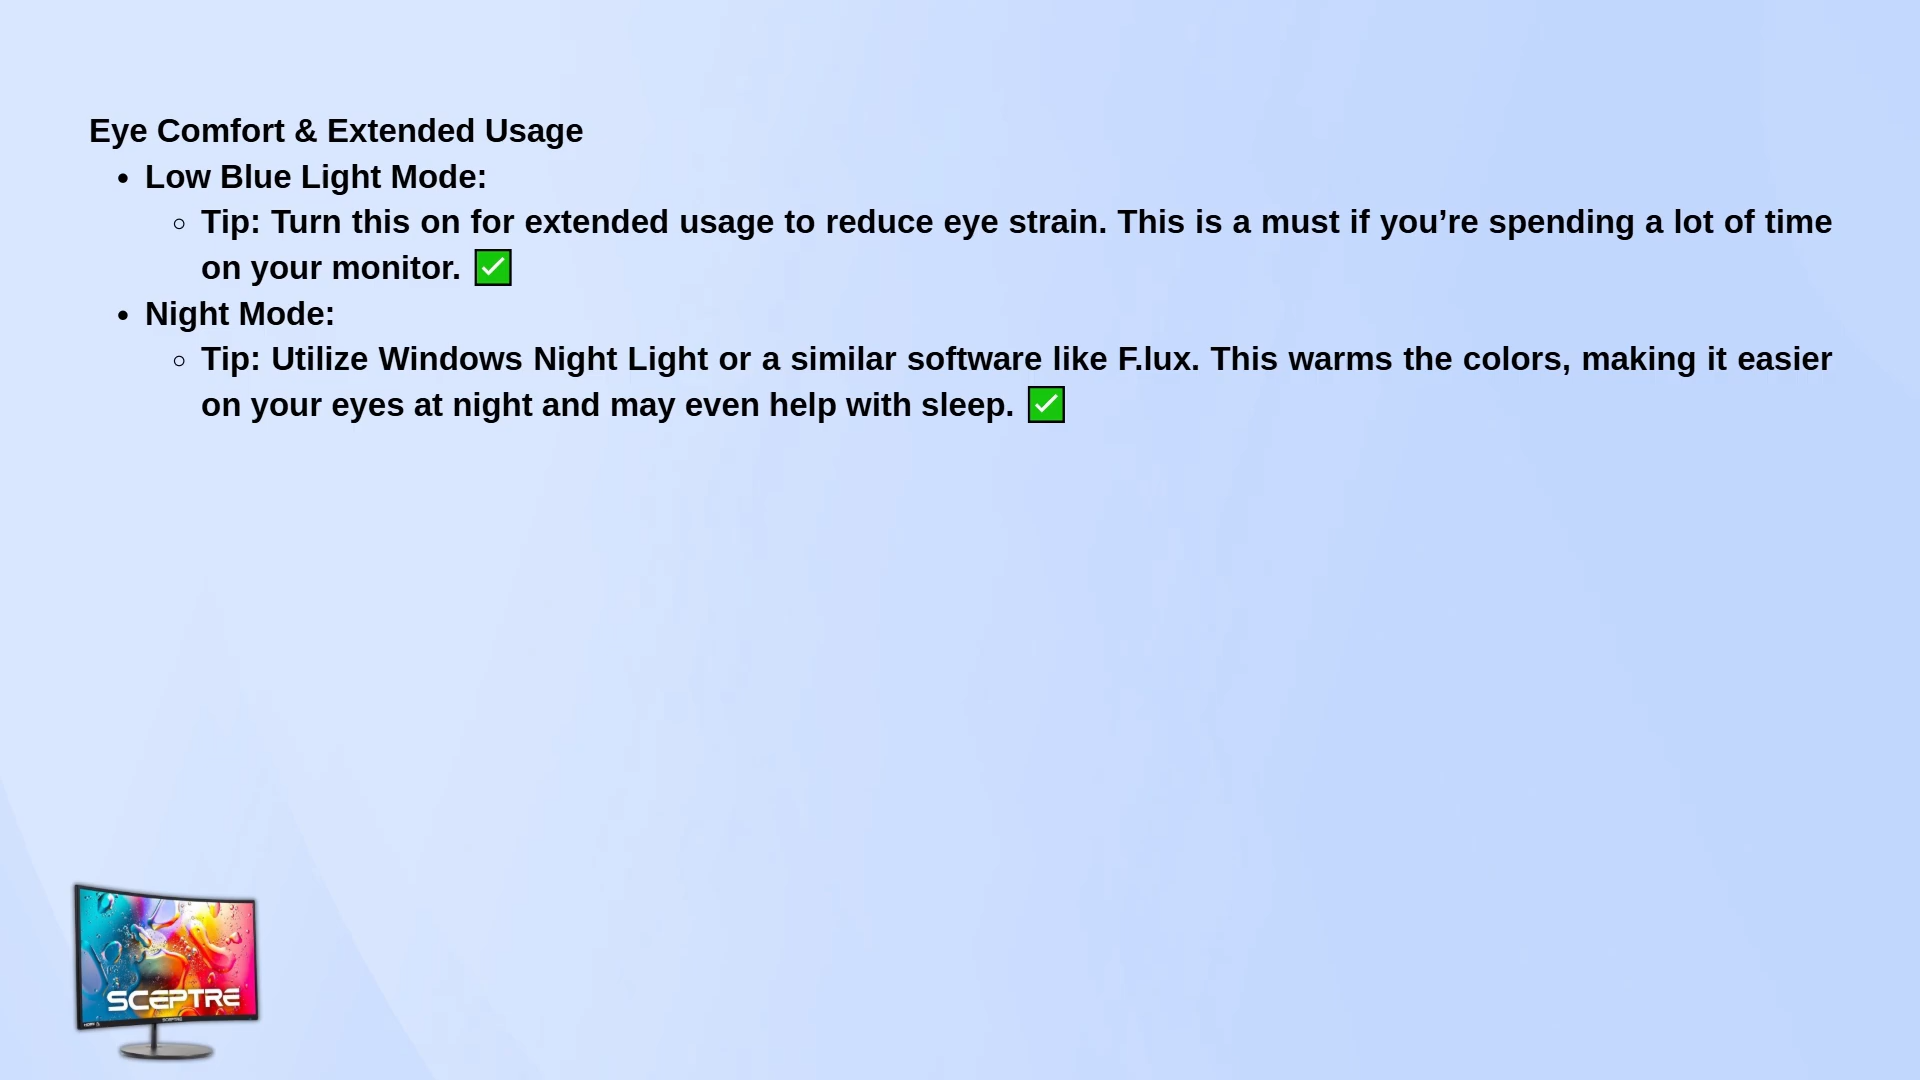 Eye Comfort & Extended Usage
• Low Blue Light Mode:
◦ Tip: Turn this on for extended usage to reduce eye strain. This is a must if you’re spending a lot of time
on your monitor. ✅
• Night Mode:
◦ Tip: Utilize Windows Night Light or a similar software like F.lux. This warms the colors, making it easier
on your eyes at night and may even help with sleep. ✅
SCEPTRE
SCEPTRE
HDMI